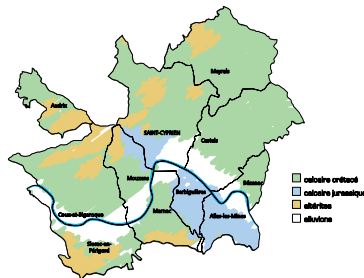 Meyrals
Audrix
SAINT-CYPRIEN
Castels
Mouzens
Bézenac
Berbiguières
Coux-et-Bigaroque
Marnac
Allas-les-Mines
Siorac-en-
Périgord
calcaire crétacé
calcaire jurassique
altérites
alluvions